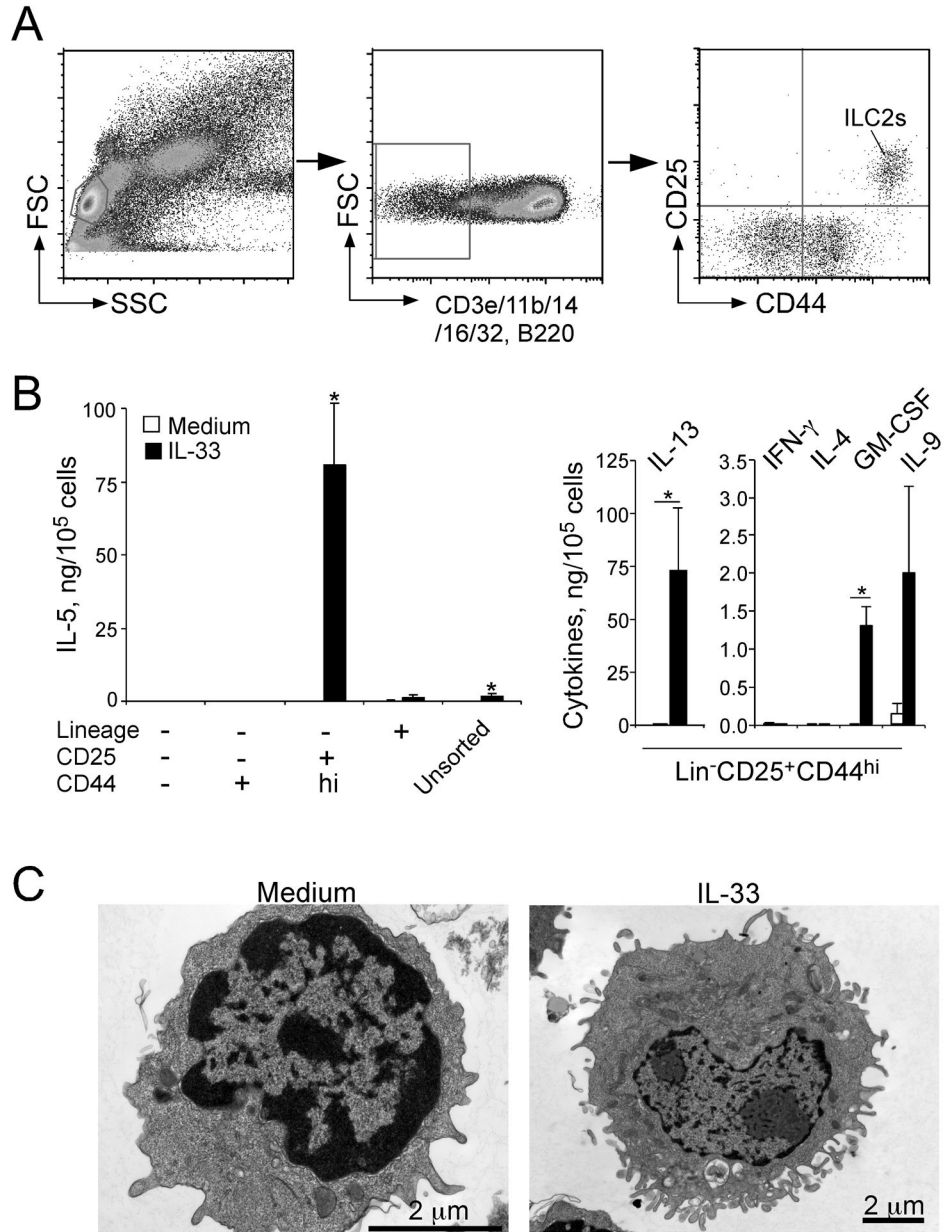 A
FSC
SSC
FSC
CD3e/11b/14
/16/32, B220
CD25
ILC2s
CD44
B
IL-5, ng/10⁵ cells
100
75
50
25
0
Medium
IL-33
*
*
Lineage - - - + Unsorted
CD25 - - +
CD44 - + hi
Cytokines, ng/10⁵ cells
125
100
75
50
25
0
IL-13
*
3.5
3.0
2.5
2.0
1.5
1.0
0.5
0.0
IFN-γ IL-4 GM-CSF IL-9
*
Lin⁻CD25⁺CD44ʰⁱ
C
Medium
2 μm
IL-33
2 μm